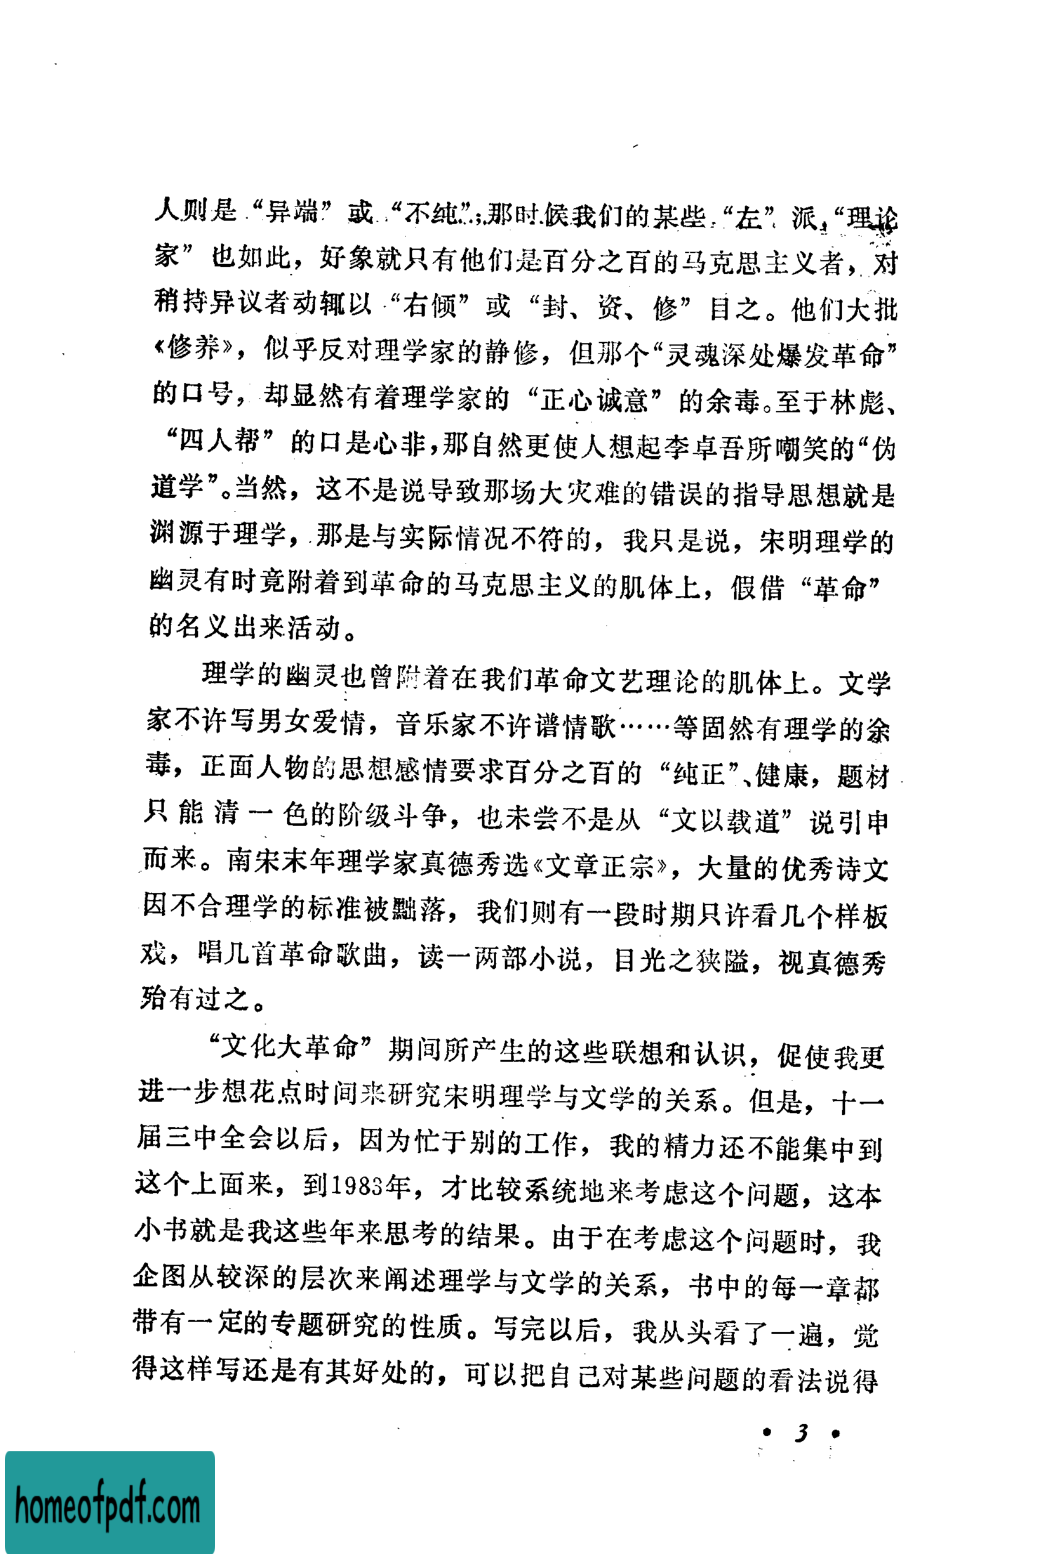 人则是“异端”或“不纯”；那时候我们的某些“左”派“理论
家”也如此，好象就只有他们是百分之百的马克思主义者，对
稍持异议者动辄以“右倾”或“封、资、修”目之。他们大批
《修养》，似乎反对理学家的静修，但那个“灵魂深处爆发革命”
的口号，却显然有着理学家的“正心诚意”的余毒。至于林彪、
“四人帮”的口是心非，那自然更使人想起李卓吾所嘲笑的“伪
道学”。当然，这不是说导致那场大灾难的错误的指导思想就是
渊源于理学，那是与实际情况不符的，我只是说，宋明理学的
幽灵有时竟附着到革命的马克思主义的肌体上，假借“革命”
的名义出来活动。
理学的幽灵也曾附着在我们革命文艺理论的肌体上。文学
家不许写男女爱情，音乐家不许谱情歌……等固然有理学的余
毒，正面人物的思想感情要求百分之百的“纯正”、健康，题材
只能清一色的阶级斗争，也未尝不是从“文以载道”说引申
而来。南宋末年理学家真德秀选《文章正宗》，大量的优秀诗文
因不合理学的标准被黜落，我们则有一段时期只许看几个样板
戏，唱几首革命歌曲，读一两部小说，目光之狭隘，视真德秀
殆有过之。
“文化大革命”期间所产生的这些联想和认识，促使我更
进一步想花点时间来研究宋明理学与文学的关系。但是，十一
届三中全会以后，因为忙于别的工作，我的精力还不能集中到
这个上面来，到1983年，才比较系统地来考虑这个问题，这本
小书就是我这些年来思考的结果。由于在考虑这个问题时，我
企图从较深的层次来阐述理学与文学的关系，书中的每一章都
带有一定的专题研究的性质。写完以后，我从头看了一遍，觉
得这样写还是有其好处的，可以把自己对某些问题的看法说得
• 3 •
homeofpdf.com